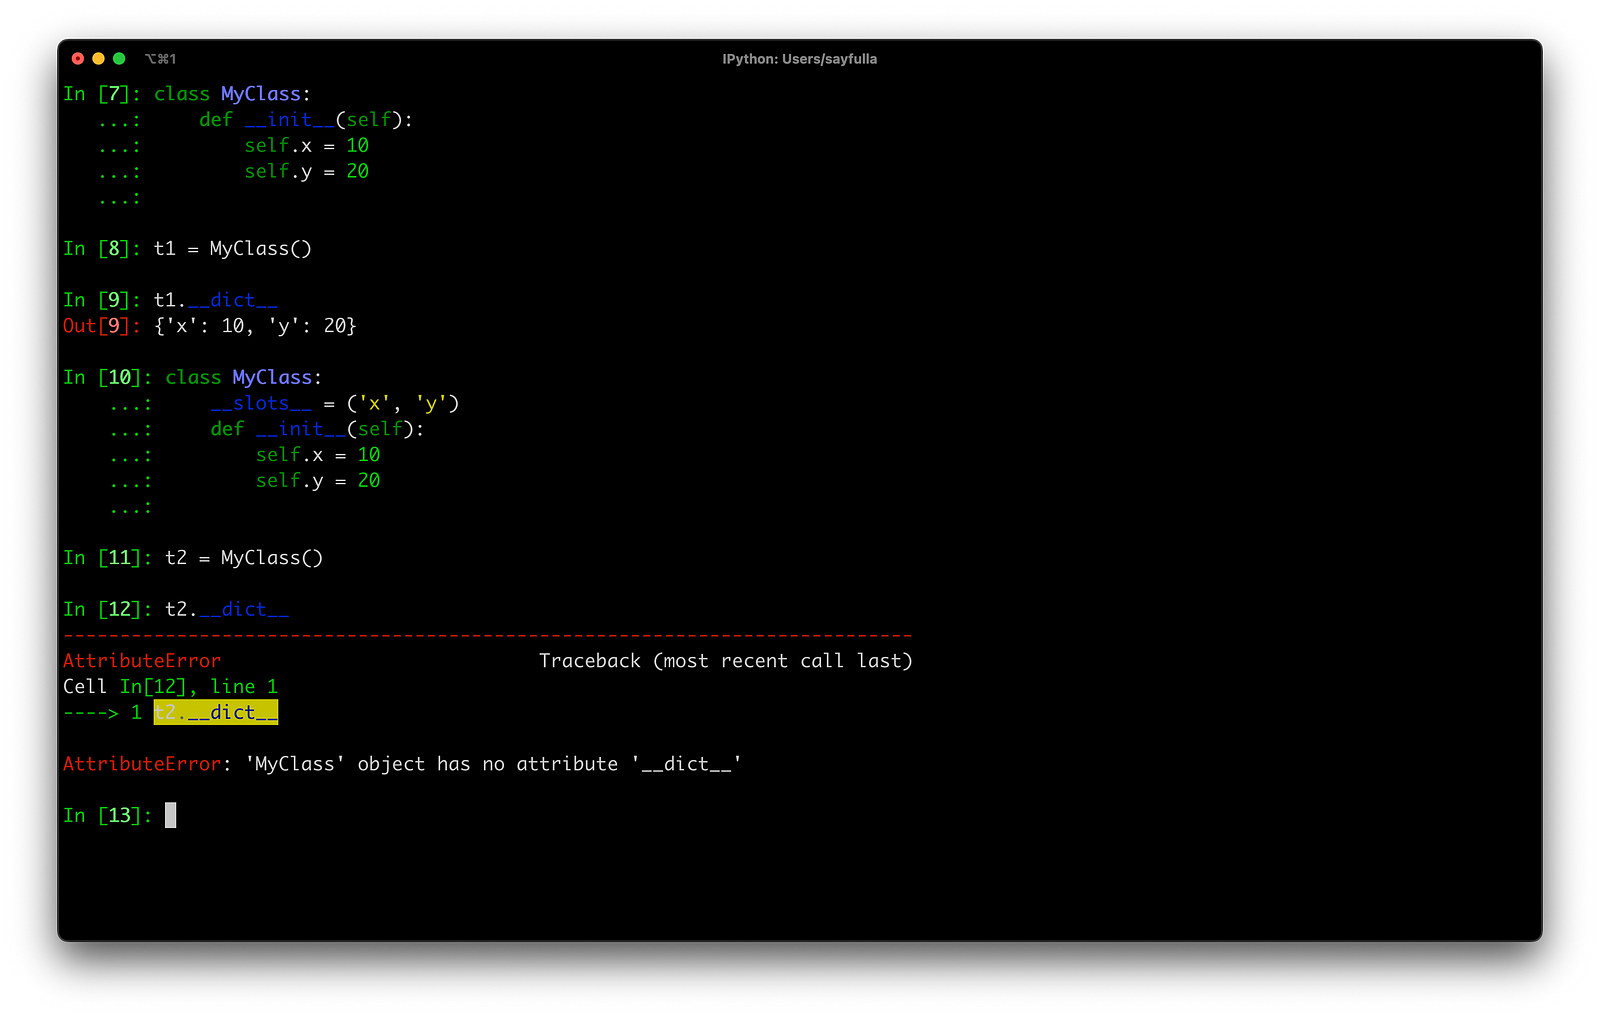 ⌥⌘1
IPython: Users/sayfulla
In [7]: class MyClass:
   ...:     def __init__(self):
   ...:         self.x = 10
   ...:         self.y = 20
   ...:
In [8]: t1 = MyClass()
In [9]: t1.__dict__
Out[9]: {'x': 10, 'y': 20}
In [10]: class MyClass:
    ...:     __slots__ = ('x', 'y')
    ...:     def __init__(self):
    ...:         self.x = 10
    ...:         self.y = 20
    ...:
In [11]: t2 = MyClass()
In [12]: t2.__dict__
---------------------------------------------------------------------------
AttributeError                            Traceback (most recent call last)
Cell In[12], line 1
----> 1 t2.__dict__
AttributeError: 'MyClass' object has no attribute '__dict__'
In [13]: